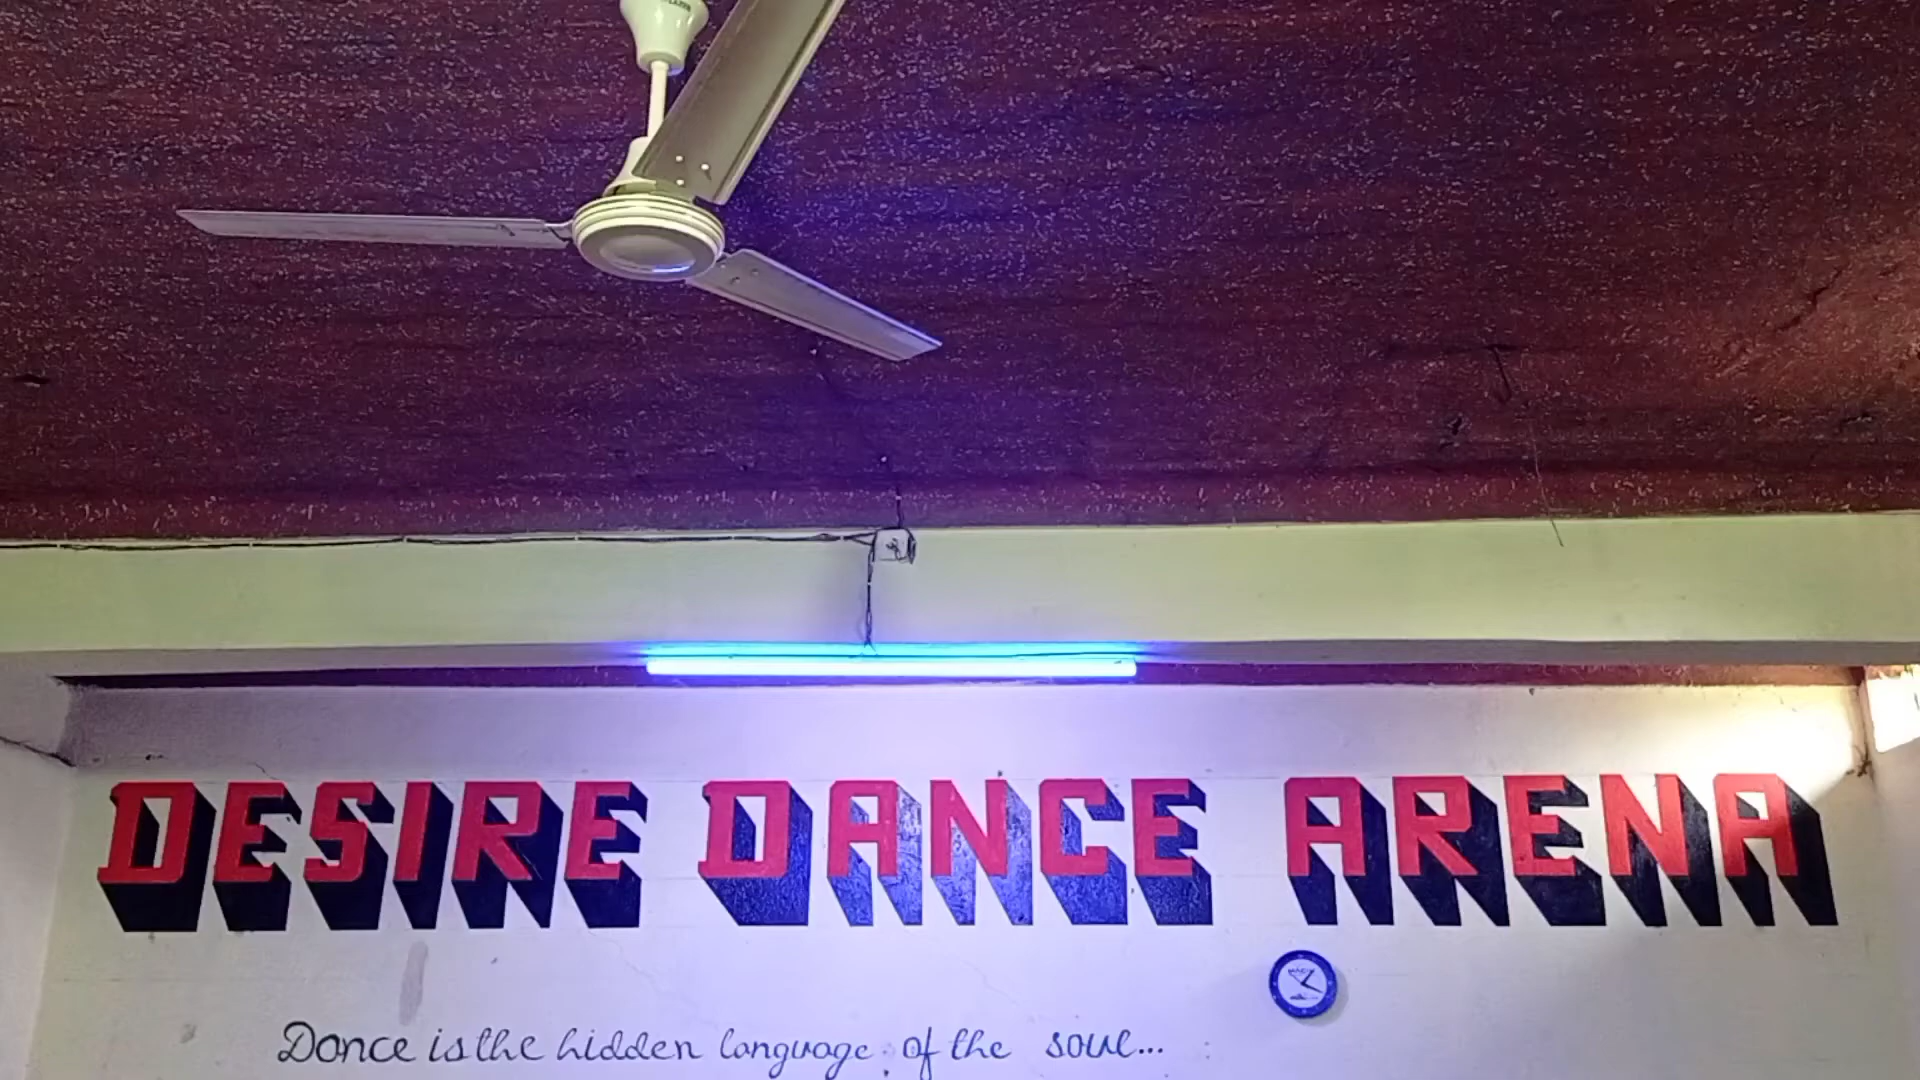 DESIRE DANCE ARENA
Dance is the hidden language of the soul...